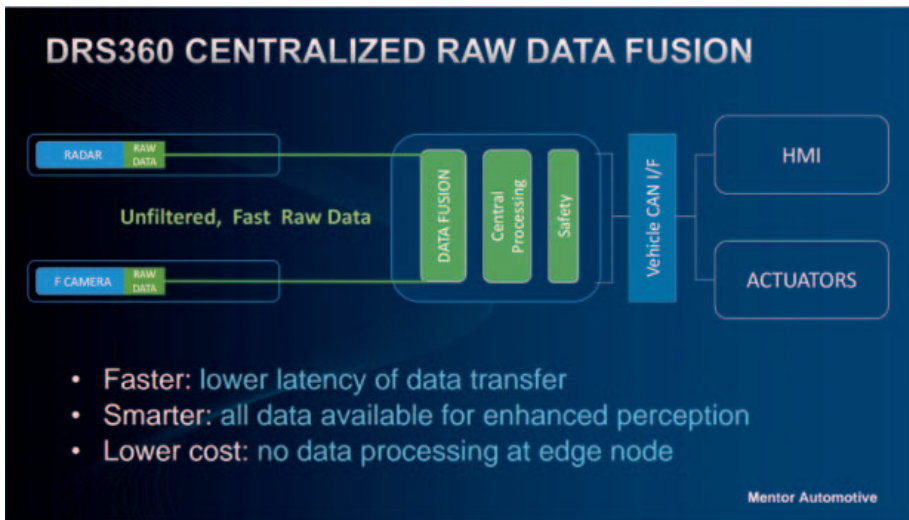 DRS360 CENTRALIZED RAW DATA FUSION
RADAR
RAW
DATA
Unfiltered, Fast Raw Data
F CAMERA
RAW
DATA
DATA FUSION
Central
Processing
Safety
Vehicle CAN I/F
HMI
ACTUATORS
• Faster: lower latency of data transfer
• Smarter: all data available for enhanced perception
• Lower cost: no data processing at edge node
Mentor Automotive